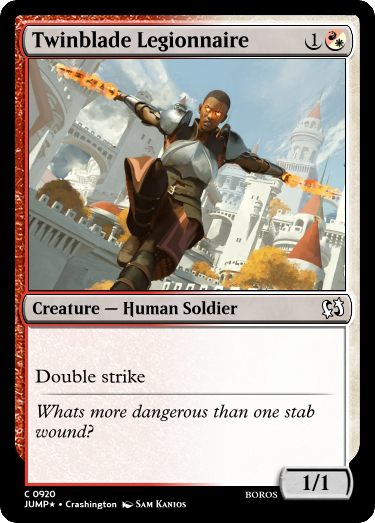 Twinblade Legionnaire 1
Creature — Human Soldier
Double strike
Whats more dangerous than one stab
wound?
1/1
C 0920
BOROS
JUMP★ • Crashington Sam Kanios